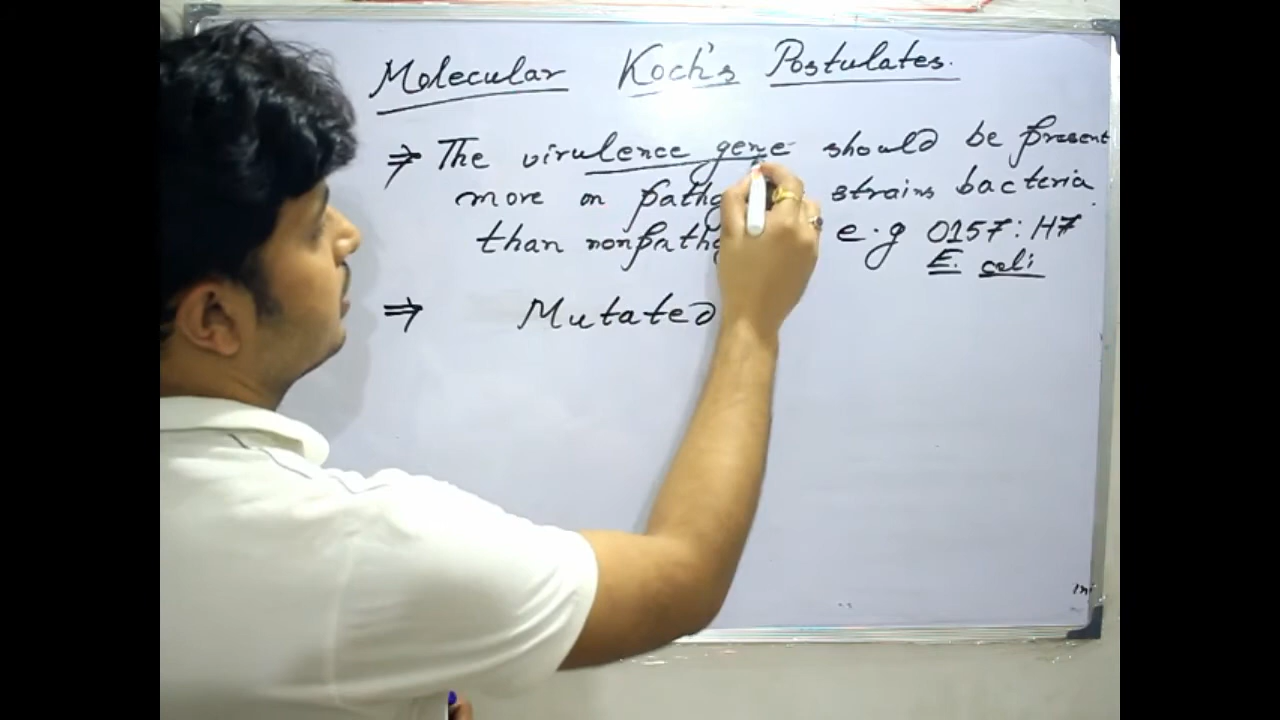 Molecular Koch's Postulates.
⇒ The virulence gene should be present
more on strains bacteria.
than e.g O157: H7
E. coli
⇒ Mutated